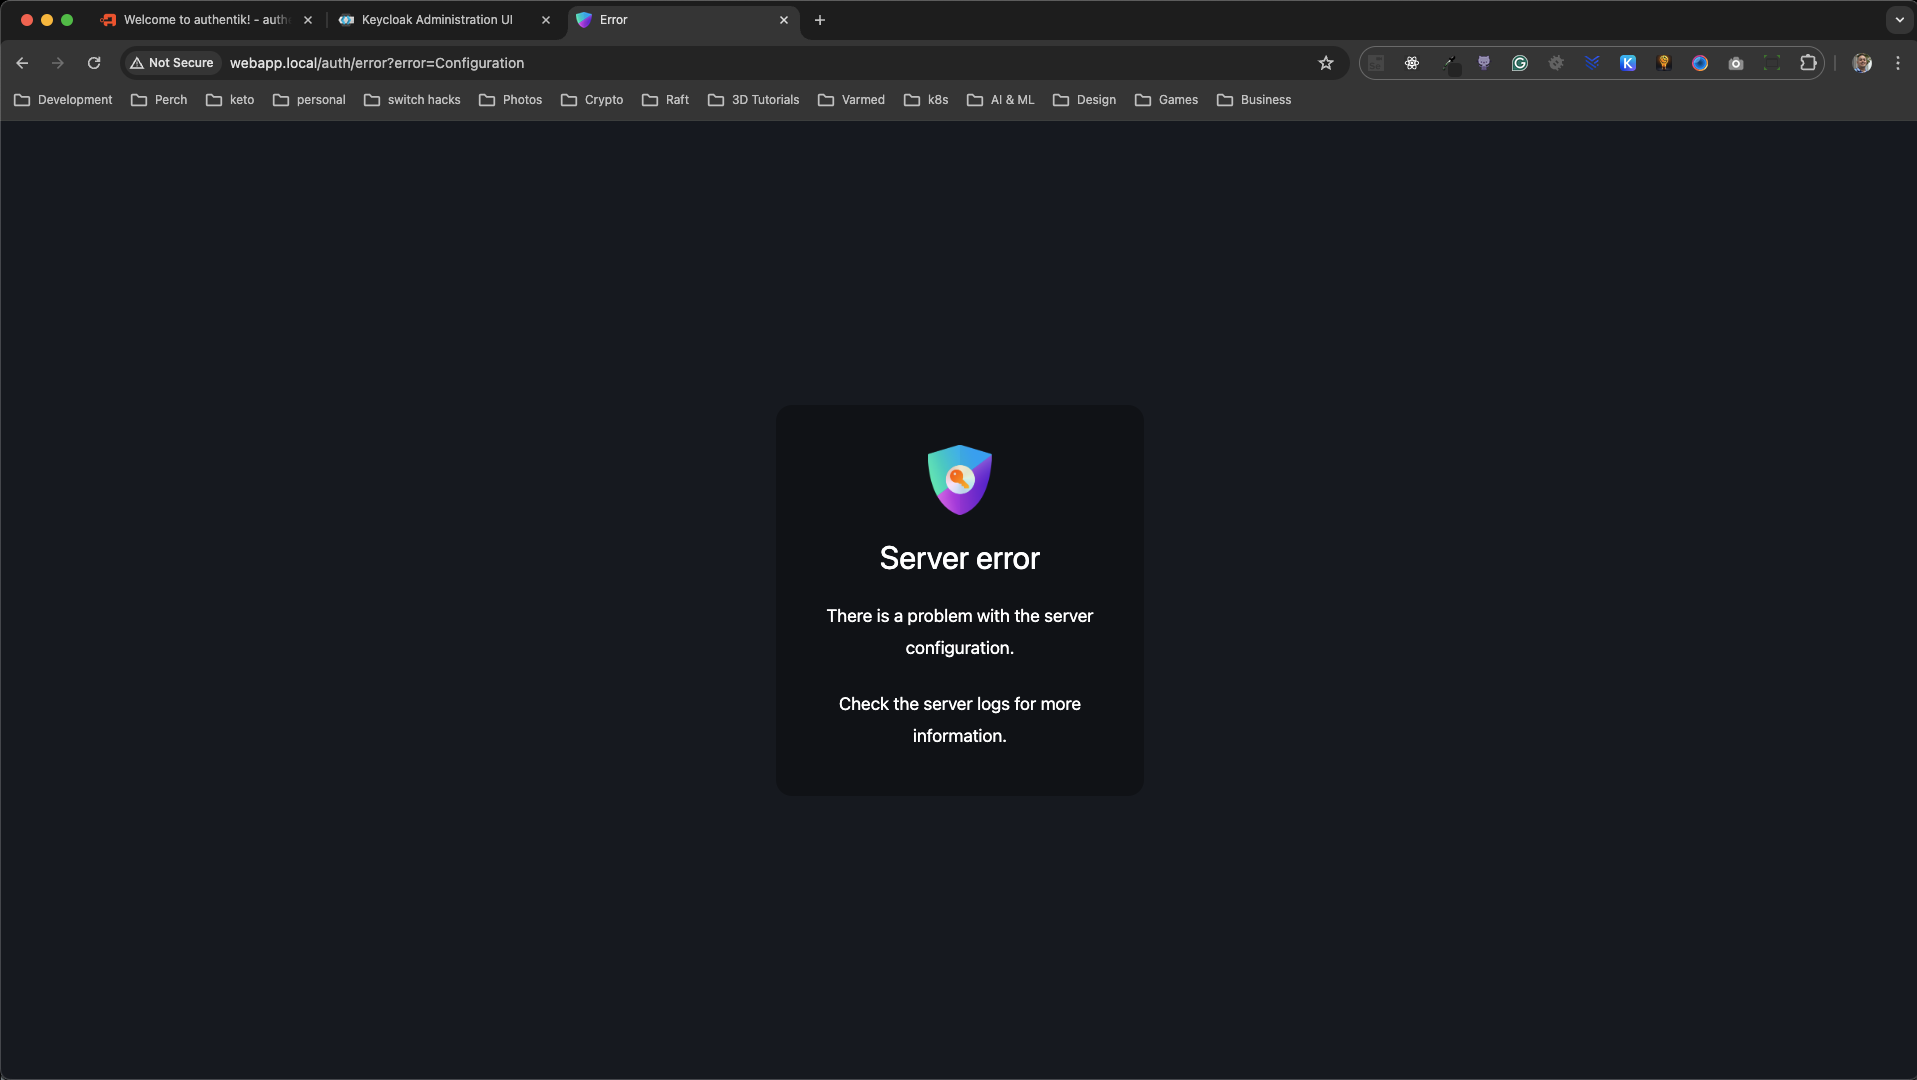 Welcome to authentik! - auth
Keycloak Administration UI
Error
Not Secure
webapp.local/auth/error?error=Configuration
Development
Perch
keto
personal
switch hacks
Photos
Crypto
Raft
3D Tutorials
Varmed
k8s
AI & ML
Design
Games
Business
Server error
There is a problem with the server
configuration.
Check the server logs for more
information.